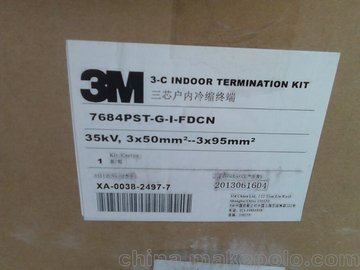 3M
3-C INDOOR TERMINATION KIT
三芯户内冷缩终端
7684PST-G-I-FDCN
35kV, 3x50mm²--3x95mm²
Kit/Carton
1
XA-0038-2497-7
2013061604
china.makepolo.com